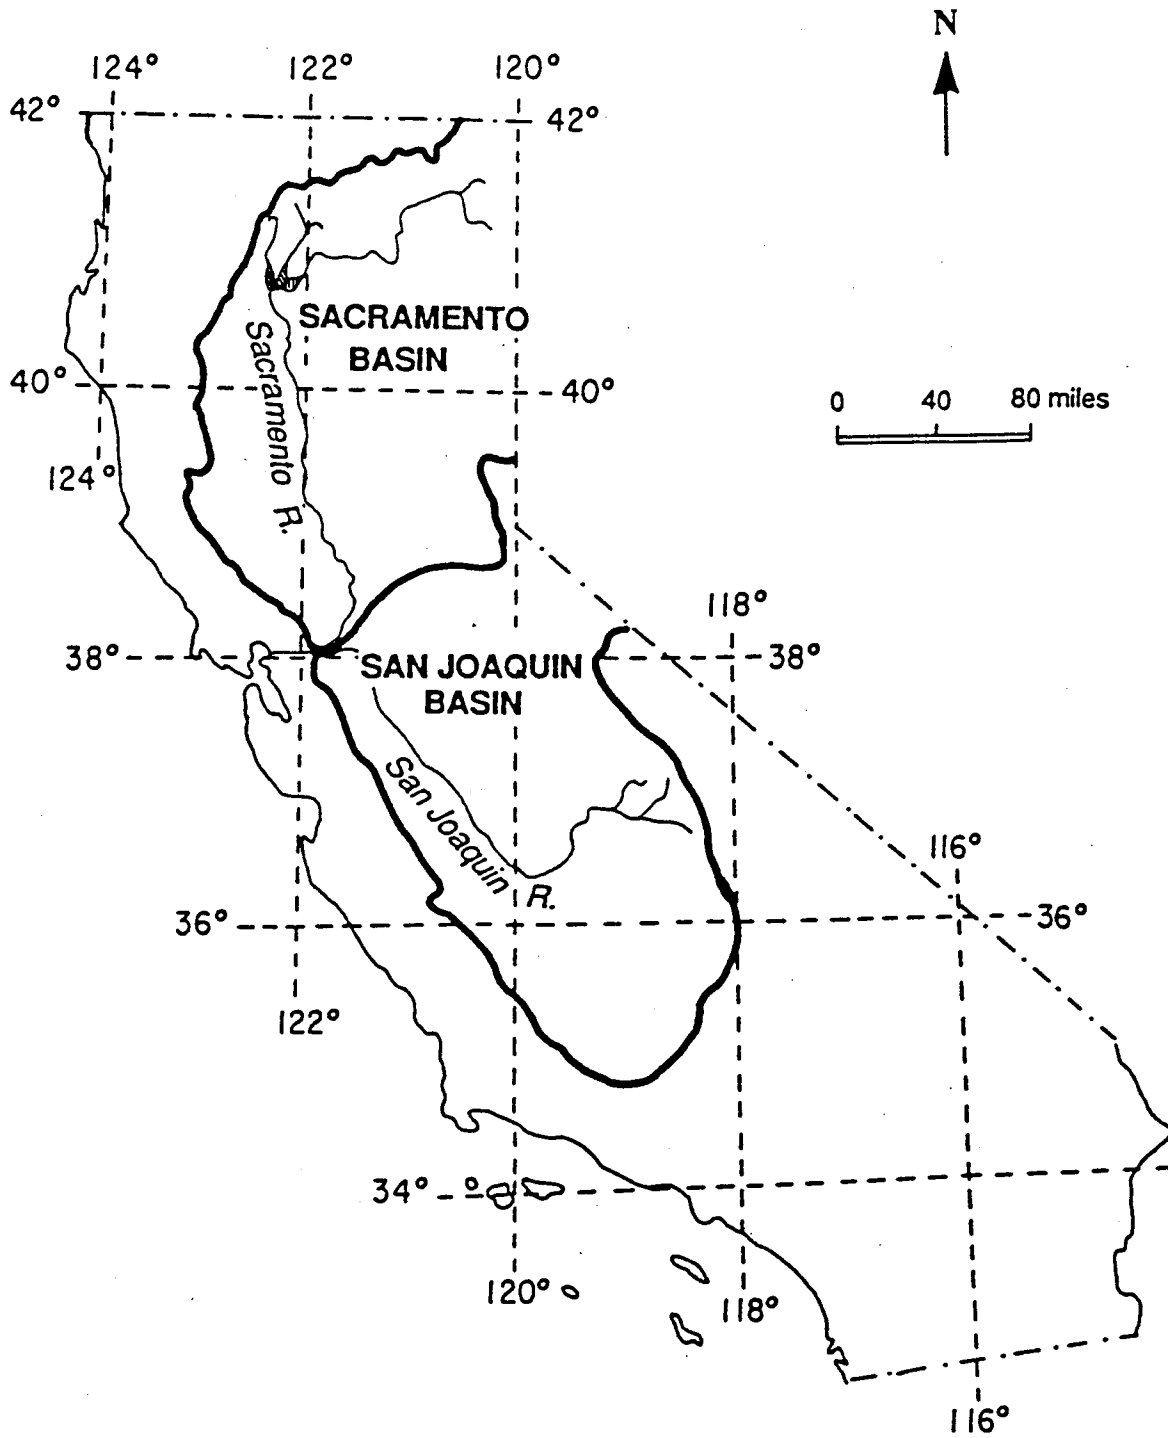 N
124° 122° 120°
42° 42°
SACRAMENTO
BASIN
Sacramento R.
40° 40°
0 40 80 miles
124°
118°
38° 38°
SAN JOAQUIN
BASIN
San Joaquin R.
116°
36° 36°
122°
34°
120° 118°
116°